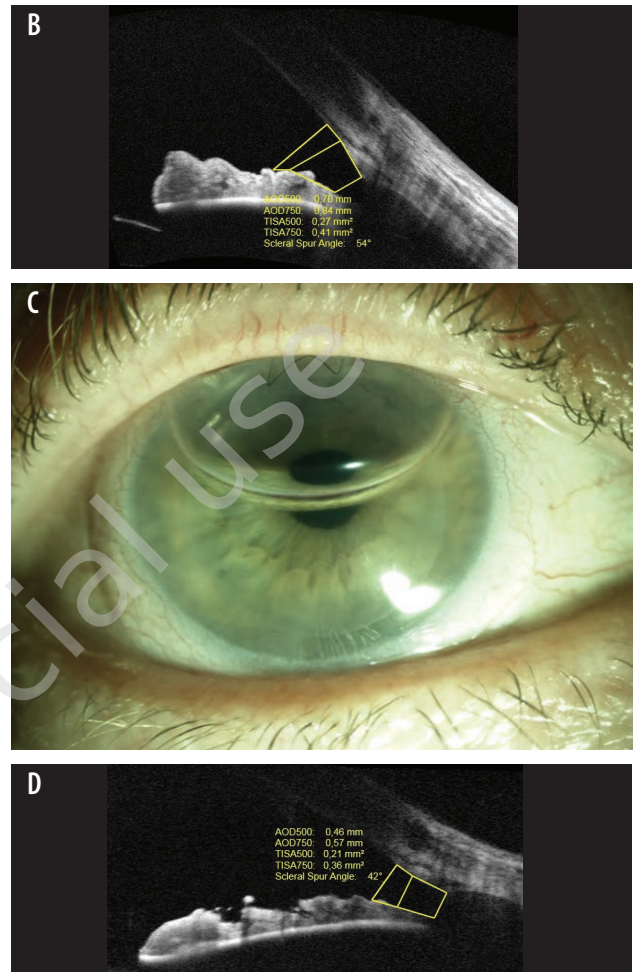 B
AOD500: 0,70 mm
AOD750: 0,84 mm
TISA500: 0,27 mm²
TISA750: 0,41 mm²
Scleral Spur Angle: 54°
C
cial use
D
AOD500: 0,46 mm
AOD750: 0,57 mm
TISA500: 0,21 mm²
TISA750: 0,36 mm²
Scleral Spur Angle: 42°